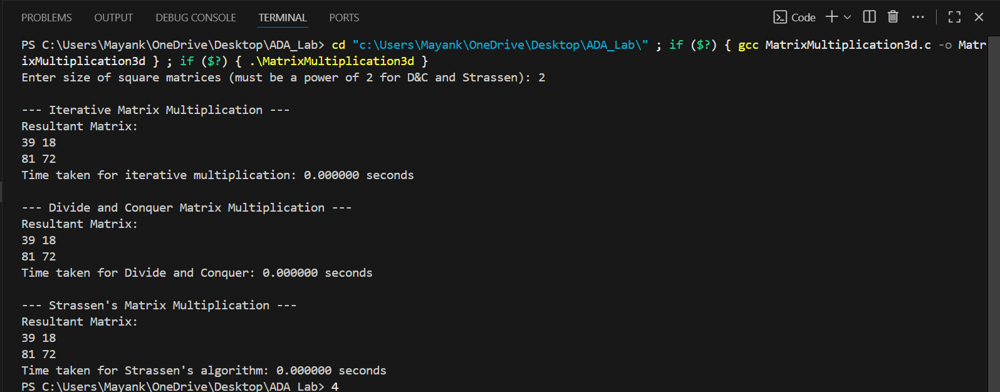 PROBLEMS OUTPUT DEBUG CONSOLE TERMINAL PORTS Code
PS C:\Users\Mayank\OneDrive\Desktop\ADA_Lab> cd "c:\Users\Mayank\OneDrive\Desktop\ADA_Lab\" ; if ($?) { gcc MatrixMultiplication3d.c -o Matr
ixMultiplication3d } ; if ($?) { .\MatrixMultiplication3d }
Enter size of square matrices (must be a power of 2 for D&C and Strassen): 2
--- Iterative Matrix Multiplication ---
Resultant Matrix:
39 18
81 72
Time taken for iterative multiplication: 0.000000 seconds
--- Divide and Conquer Matrix Multiplication ---
Resultant Matrix:
39 18
81 72
Time taken for Divide and Conquer: 0.000000 seconds
--- Strassen's Matrix Multiplication ---
Resultant Matrix:
39 18
81 72
Time taken for Strassen's algorithm: 0.000000 seconds
PS C:\Users\Mayank\OneDrive\Desktop\ADA_Lab> 4